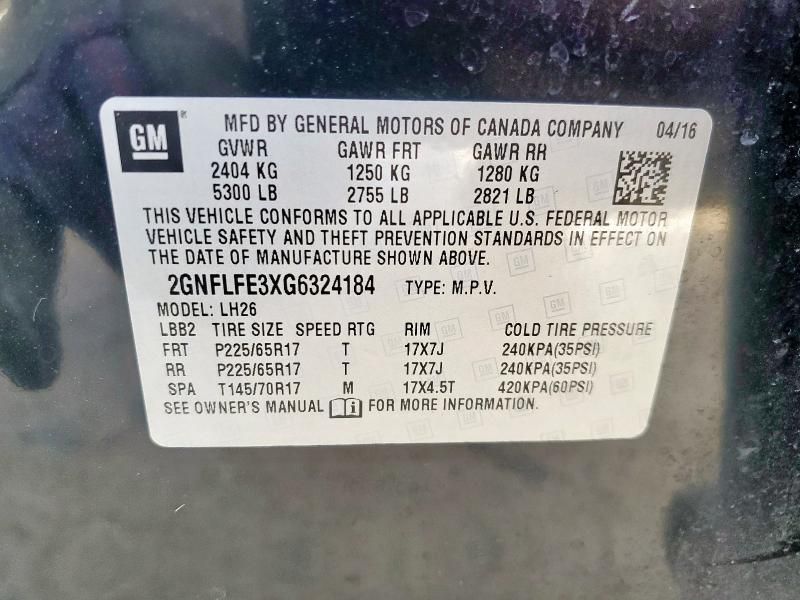 GM ® MFD BY GENERAL MOTORS OF CANADA COMPANY 04/16
GVWR GAWR FRT GAWR RH
2404 KG 1250 KG 1280 KG
5300 LB 2755 LB 2821 LB
THIS VEHICLE CONFORMS TO ALL APPLICABLE U.S. FEDERAL MOTOR
VEHICLE SAFETY AND THEFT PREVENTION STANDARDS IN EFFECT ON
THE DATE OF MANUFACTURE SHOWN ABOVE.
2GNFLFE3XG6324184 TYPE: M.P.V.
MODEL: LH26
LBB2 TIRE SIZE SPEED RTG RIM COLD TIRE PRESSURE
FRT P225/65R17 T 17X7J 240KPA(35PSI)
RR P225/65R17 T 17X7J 240KPA(35PSI)
SPA T145/70R17 M 17X4.5T 420KPA(60PSI)
SEE OWNER'S MANUAL i FOR MORE INFORMATION.